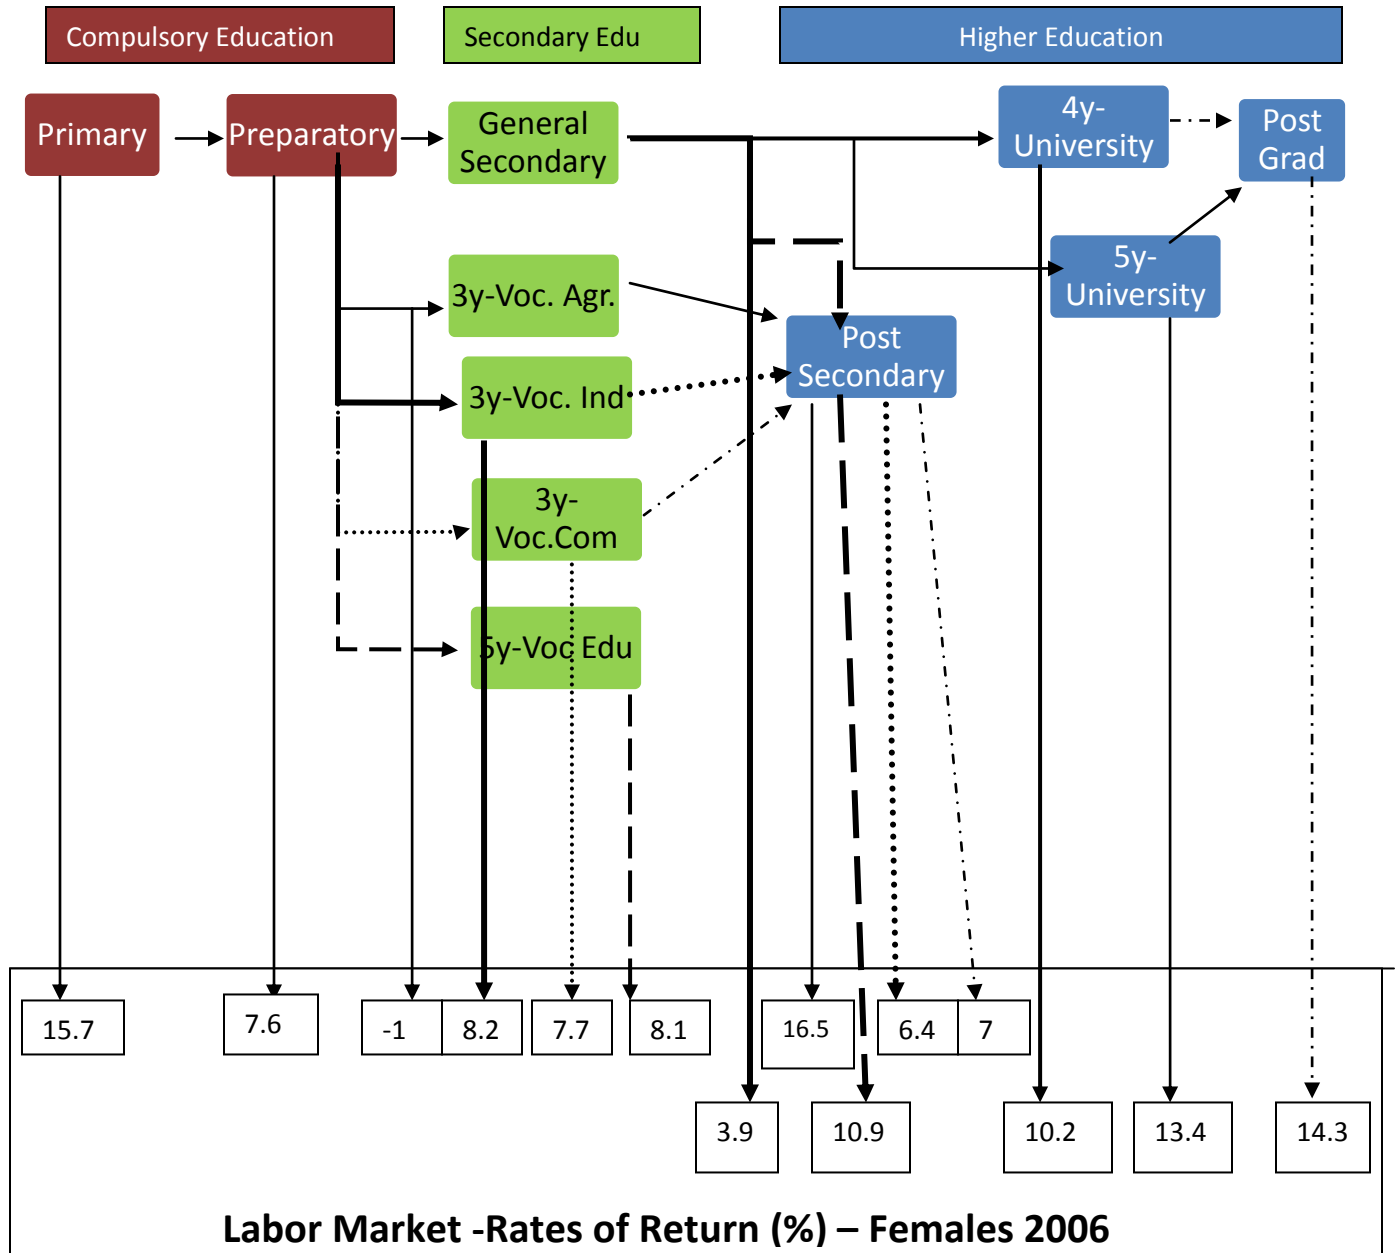 Compulsory Education
Secondary Edu
Higher Education
Primary
Preparatory
General
Secondary
4y-
University
Post
Grad
5y-
University
3y-Voc. Agr.
Post
Secondary
3y-Voc. Ind
3y-
Voc.Com
5y-Voc Edu
15.7
7.6
-1
8.2
7.7
8.1
16.5
6.4
7
3.9
10.9
10.2
13.4
14.3
Labor Market -Rates of Return (%) – Females 2006